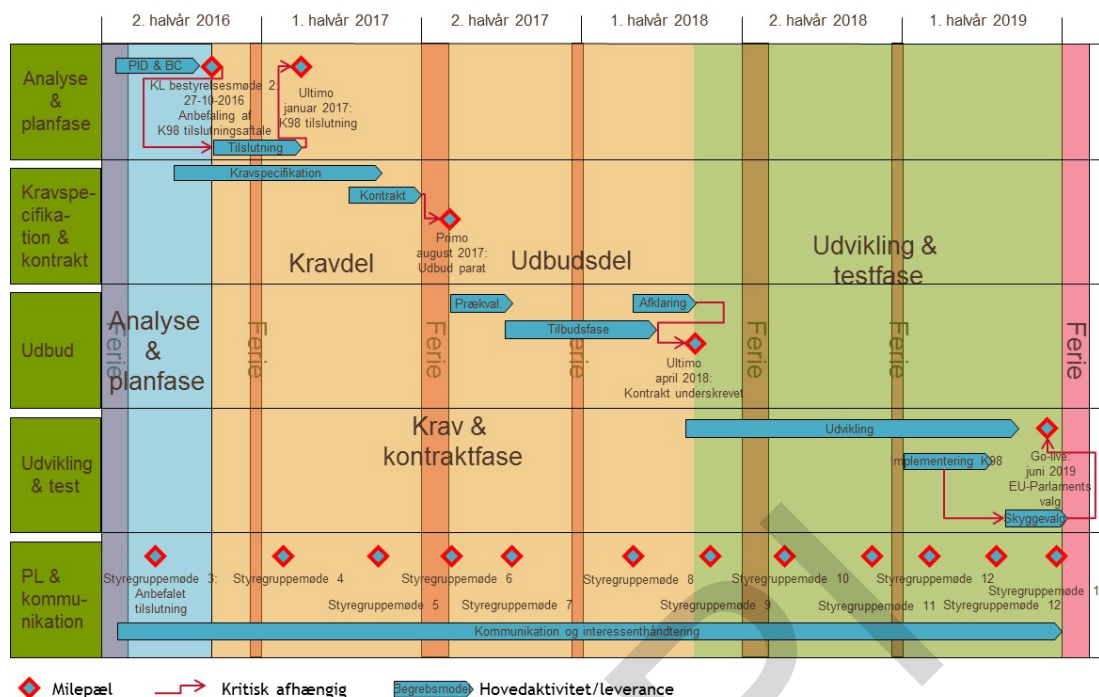 2. halvår 2016
1. halvår 2017
2. halvår 2017
1. halvår 2018
2. halvår 2018
1. halvår 2019
Analyse
&
planfase
PID & BC
KL bestyrelsesmøde 2:
27-10-2016
Anbefaling af
K98 tilslutningsaftale
Ultimo
januar 2017:
K98 tilslutning
Tilslutning
Kravspe-
cifika-
tion &
kontrakt
Kravspecifikation
Kontrakt
Primo
august 2017:
Udbud parat
Kravdel
Udbudsdel
Udvikling &
testfase
Udbud
Ferie
Analyse
&
planfase
Ferie
Ferie
Prækval.
Tilbudsfase
Afklaring
Ferie
Ultimo
april 2018:
Kontrakt underskrevet
Ferie
Ferie
Ferie
Udvikling
& test
Krav &
kontraktfase
Udvikling
mplementering K98
Go-live:
juni 2019
EU-Parlaments
valg
Skyggevalg
PL &
kommu-
nikation
Styregruppemøde 3:
Anbefalet
tilslutning
Styregruppemøde 4
Styregruppemøde 5
Styregruppemøde 6
Styregruppemøde 7
Styregruppemøde 8
Styregruppemøde 9
Styregruppemøde 10
Styregruppemøde 11
Styregruppemøde 12
Styregruppemøde 12
Styregruppemøde 1
Kommunikation og interessenthåndtering
Milepæl
Kritisk afhængig
Begrebsmodel
Hovedaktivitet/leverance